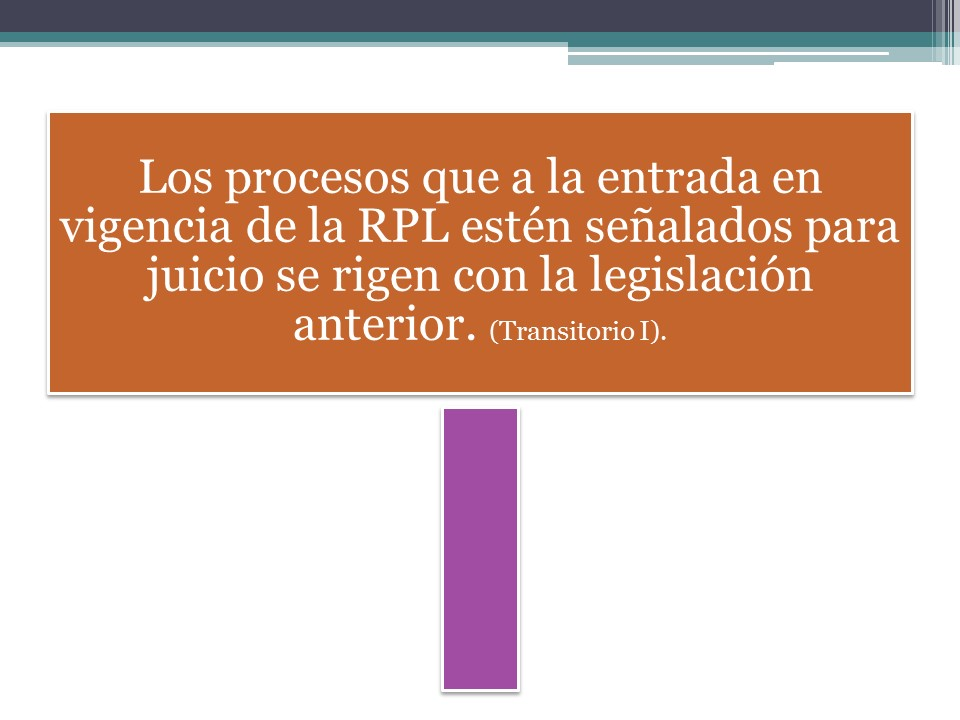 Los procesos que a la entrada en
vigencia de la RPL estén señalados para
juicio se rigen con la legislación
anterior. (Transitorio I).